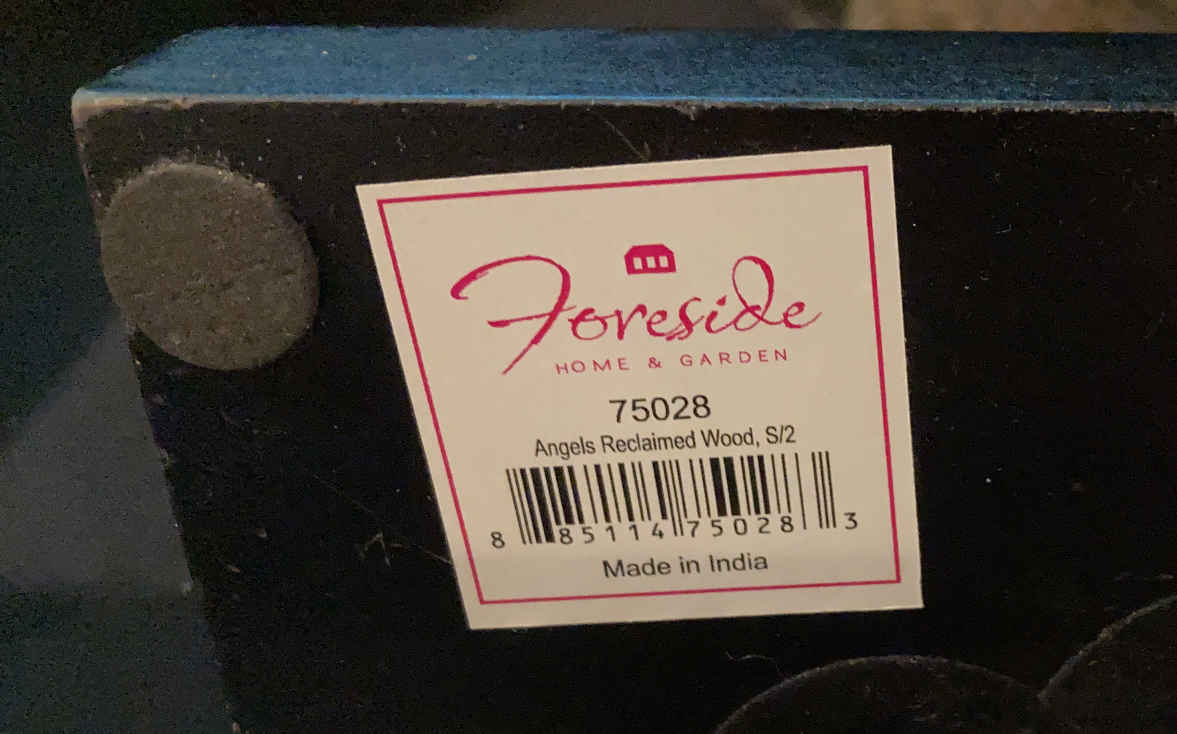 Foreside
HOME & GARDEN
75028
Angels Reclaimed Wood, S/2
8 85114 75028 3
Made in India